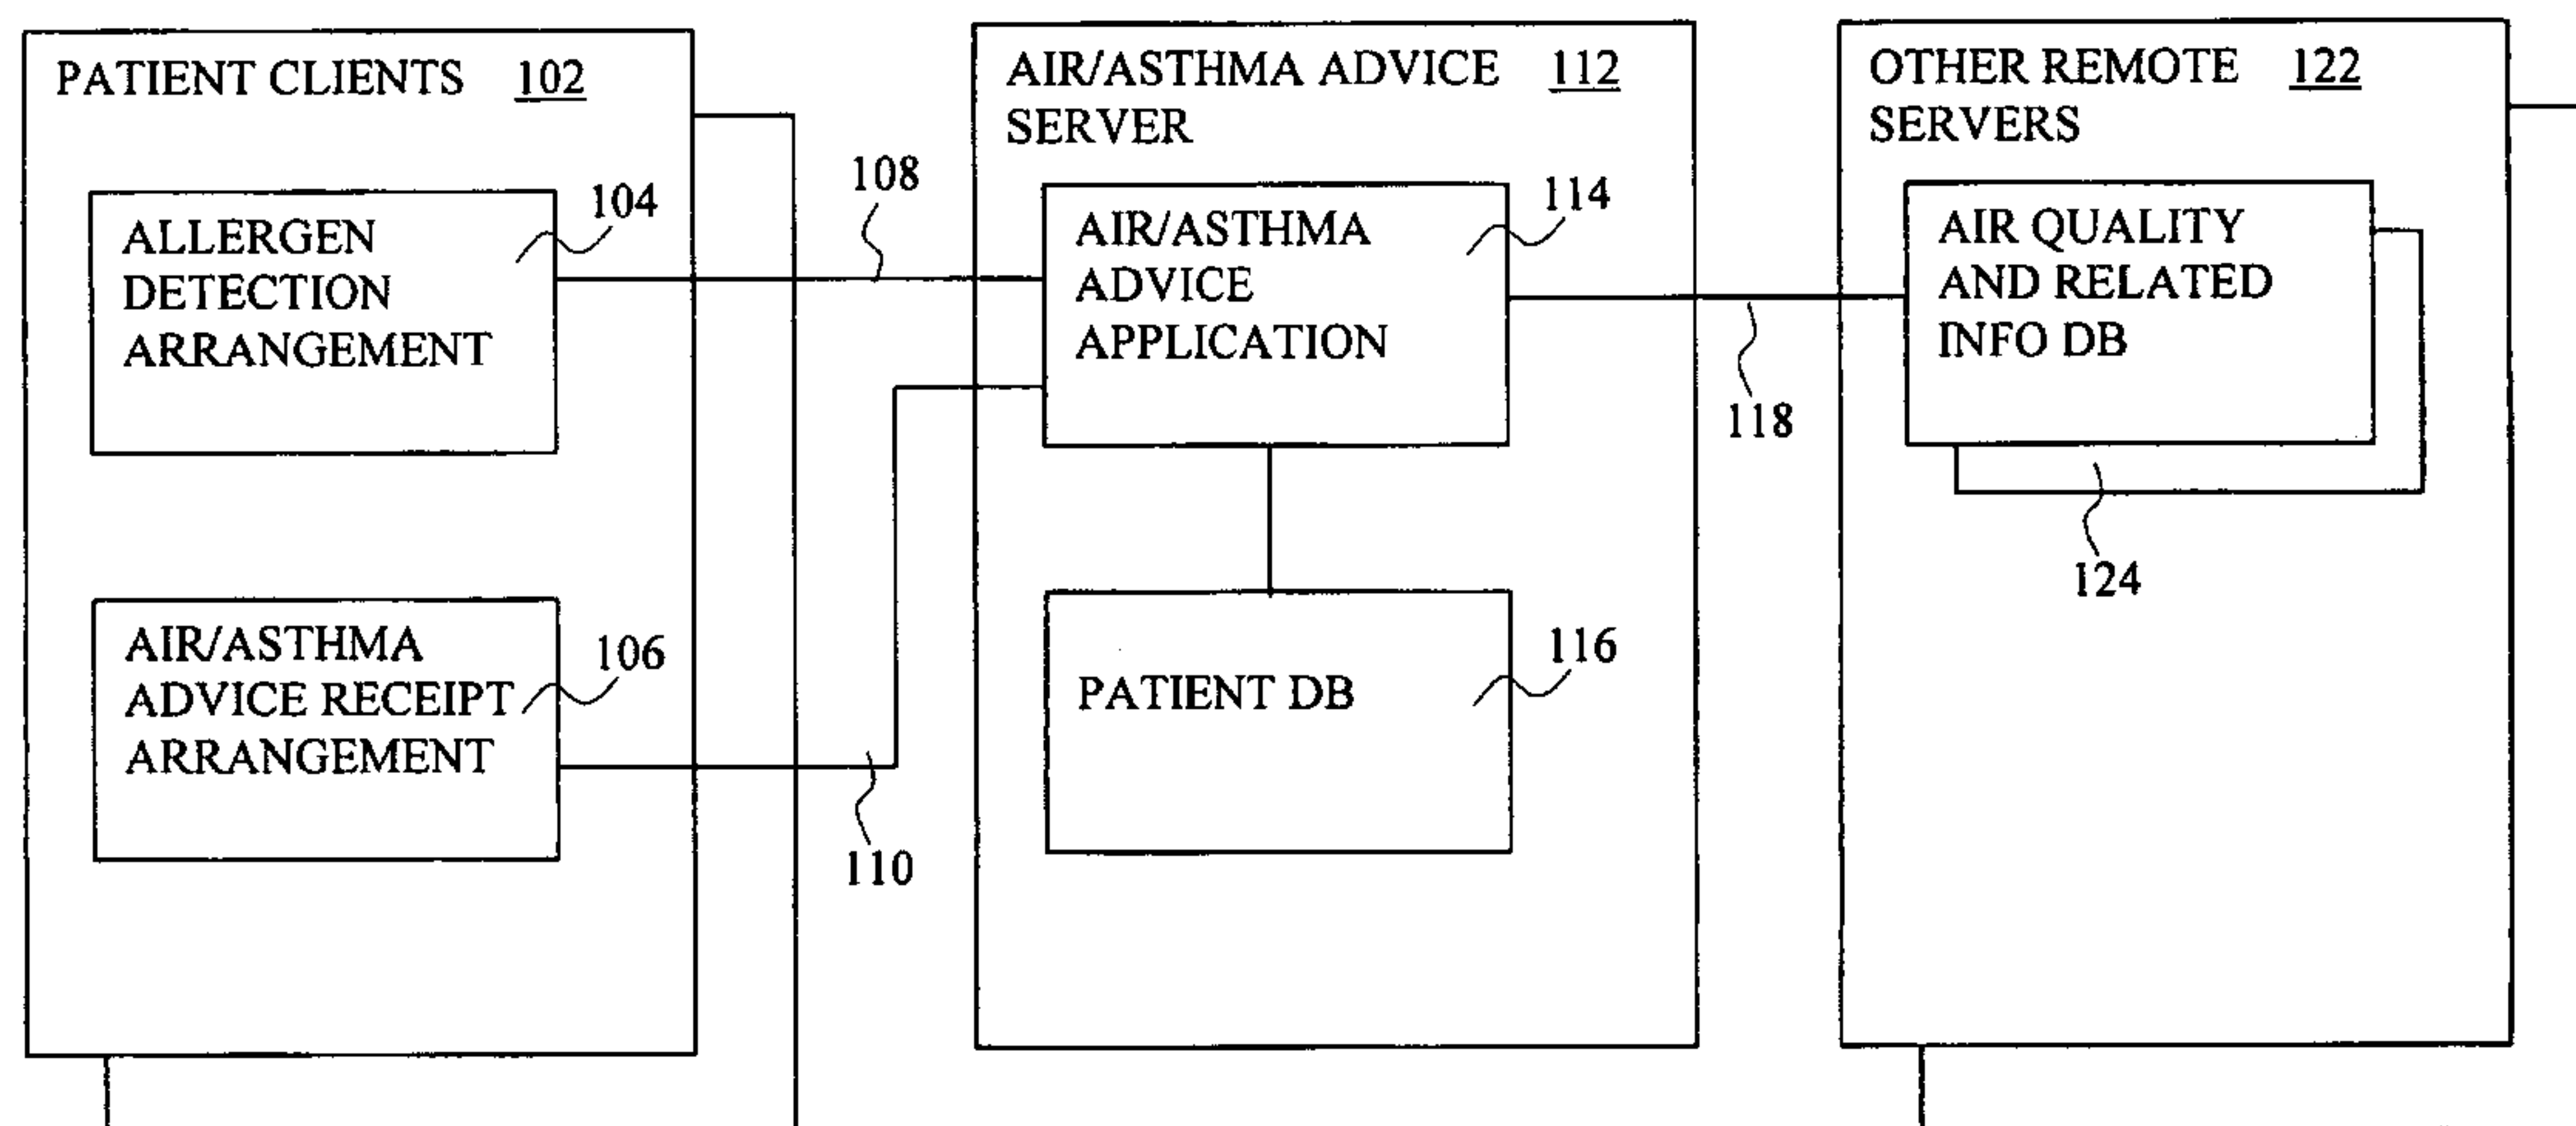 PATIENT CLIENTS 102
104
ALLERGEN
DETECTION
ARRANGEMENT
106
AIR/ASTHMA
ADVICE RECEIPT
ARRANGEMENT
108
110
AIR/ASTHMA ADVICE 112
SERVER
114
AIR/ASTHMA
ADVICE
APPLICATION
116
PATIENT DB
118
OTHER REMOTE 122
SERVERS
AIR QUALITY
AND RELATED
INFO DB
124